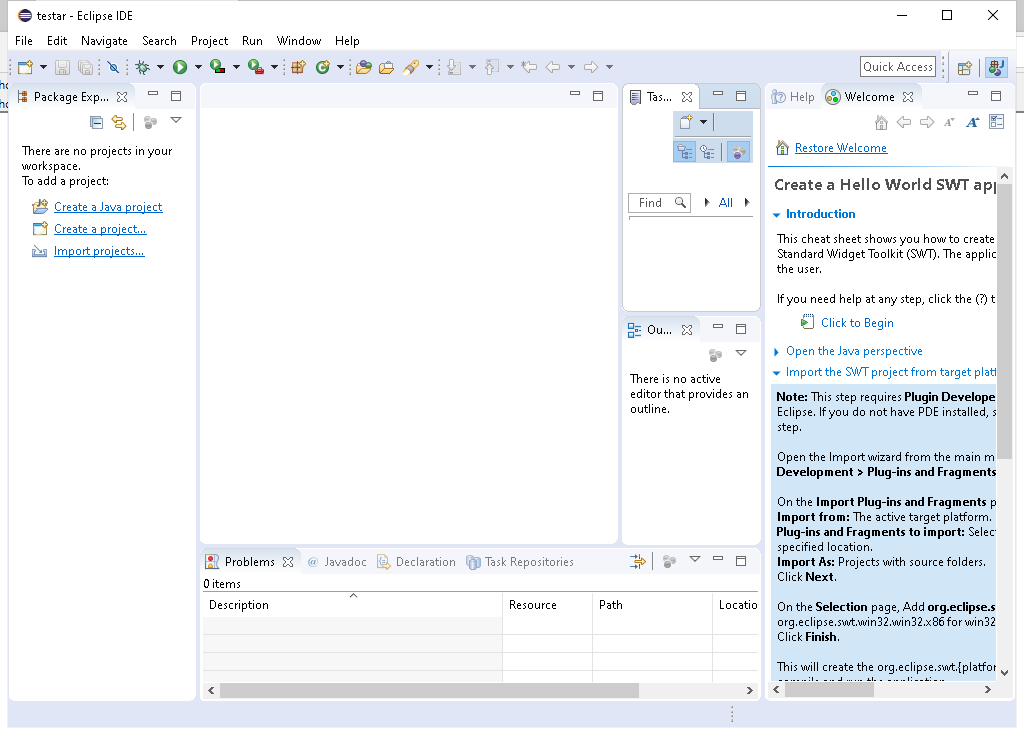 testar - Eclipse IDE
File Edit Navigate Search Project Run Window Help
Quick Access
Package Exp...
There are no projects in your
workspace.
To add a project:
Create a Java project
Create a project...
Import projects...
Tas...
Find
All
Ou...
There is no active
editor that provides an
outline.
Problems @ Javadoc Declaration Task Repositories
0 items
Description Resource Path Locatio
Help Welcome
Restore Welcome
Create a Hello World SWT app
Introduction
This cheat sheet shows you how to create
Standard Widget Toolkit (SWT). The applic
the user.
If you need help at any step, click the (?) t
Click to Begin
Open the Java perspective
Import the SWT project from target platf
Note: This step requires Plugin Develope
Eclipse. If you do not have PDE installed, s
step.
Open the Import wizard from the main m
Development > Plug-ins and Fragments
On the Import Plug-ins and Fragments p
Import from: The active target platform.
Plug-ins and Fragments to import: Selec
specified location.
Import As: Projects with source folders.
Click Next.
On the Selection page, Add org.eclipse.s
org.eclipse.swt.win32.win32.x86 for win32
Click Finish.
This will create the org.eclipse.swt.{platfor
compile and run the application.